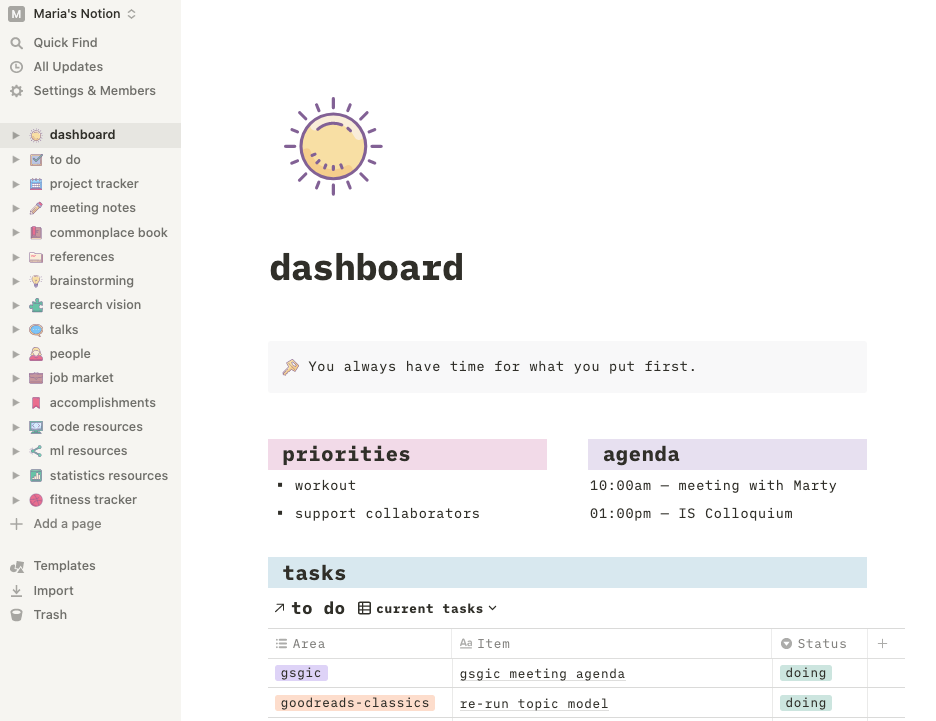 M Maria's Notion
Quick Find
All Updates
Settings & Members
dashboard
to do
project tracker
meeting notes
commonplace book
references
brainstorming
research vision
talks
people
job market
accomplishments
code resources
ml resources
statistics resources
fitness tracker
Add a page
Templates
Import
Trash
dashboard
You always have time for what you put first.
priorities
workout
support collaborators
agenda
10:00am — meeting with Marty
01:00pm — IS Colloquium
tasks
to do current tasks
Area Aa Item Status
gsgic gsgic meeting agenda doing
goodreads-classics re-run topic model doing